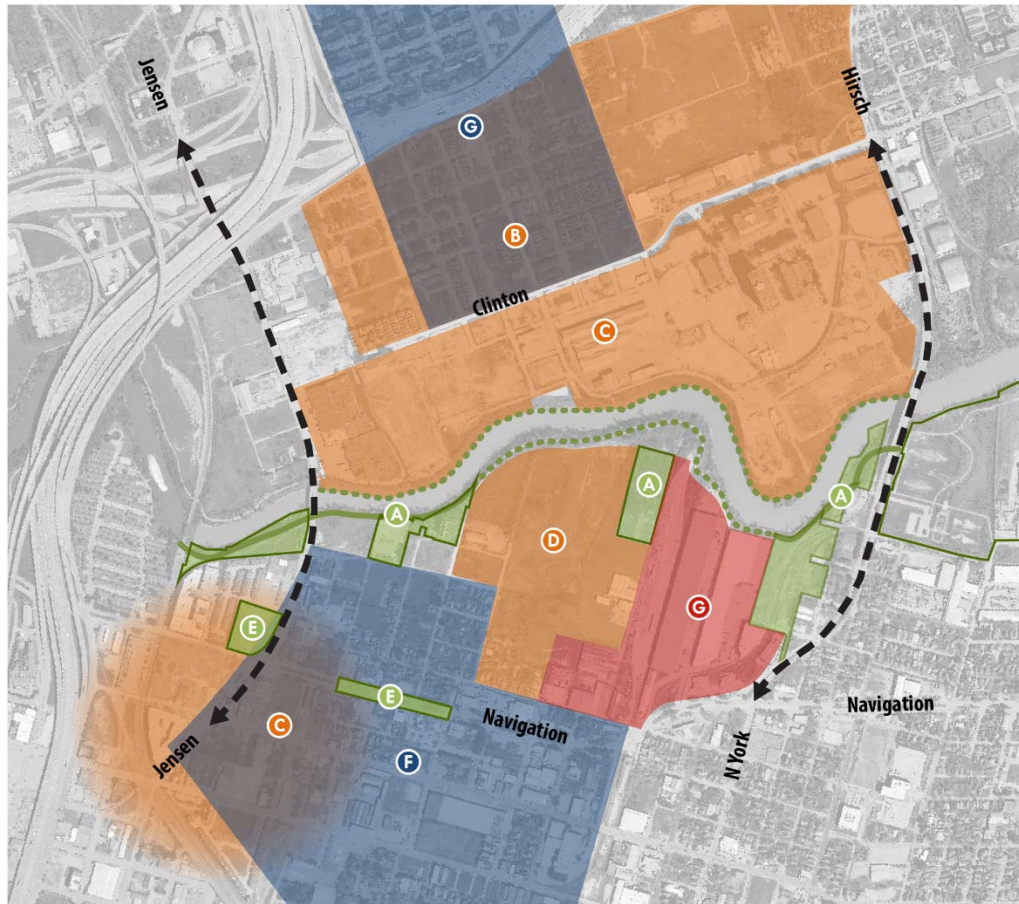 Jensen
Hirsch
G
B
Clinton
C
A
A
A
D
G
E
E
C
Navigation
Navigation
N York
Jensen
F